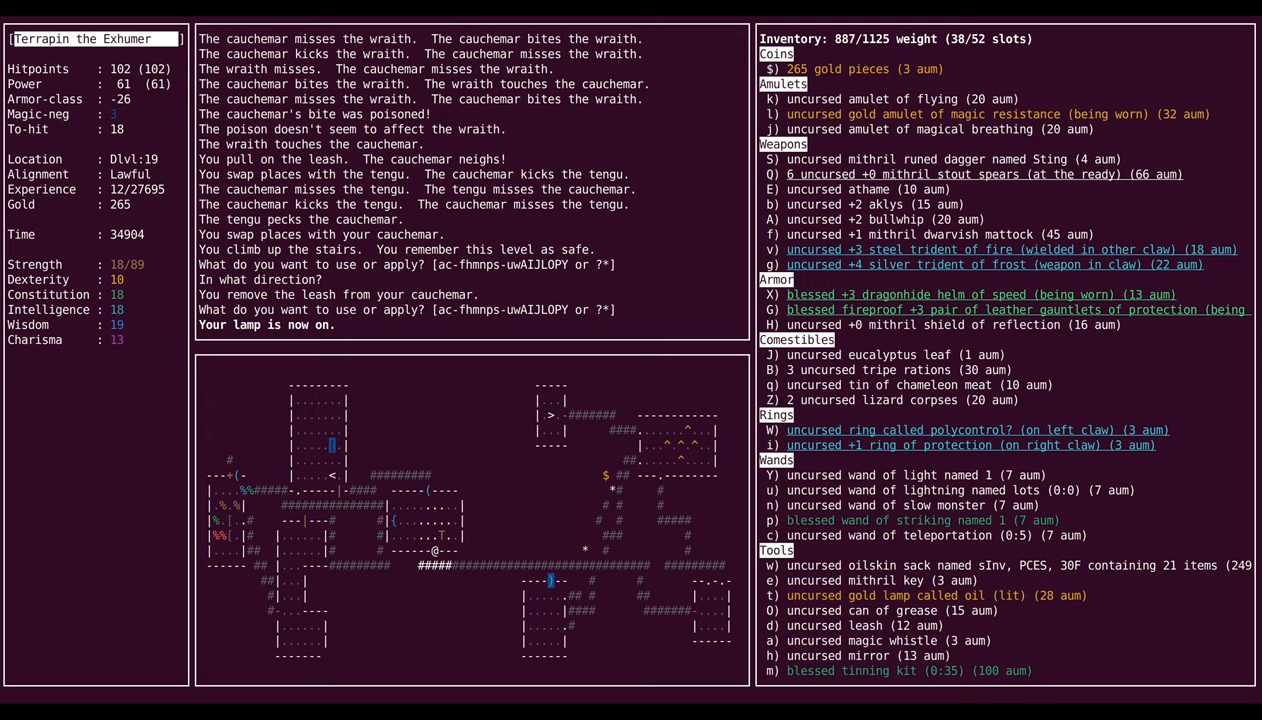 [Terrapin the Exhumer ]
Hitpoints : 102 (102)
Power : 61 (61)
Armor-class : -26
Magic-neg : 3
To-hit : 18
Location : Dlvl:19
Alignment : Lawful
Experience : 12/27695
Gold : 265
Time : 34904
Strength : 18/89
Dexterity : 10
Constitution : 18
Intelligence : 18
Wisdom : 19
Charisma : 13
The cauchemar misses the wraith. The cauchemar bites the wraith.
The cauchemar kicks the wraith. The cauchemar misses the wraith.
The wraith misses. The cauchemar misses the wraith.
The cauchemar bites the wraith. The wraith touches the cauchemar.
The cauchemar misses the wraith. The cauchemar bites the wraith.
The cauchemar's bite was poisoned!
The poison doesn't seem to affect the wraith.
The wraith touches the cauchemar.
You pull on the leash. The cauchemar neighs!
You swap places with the tengu. The cauchemar kicks the tengu.
The cauchemar misses the tengu. The tengu misses the cauchemar.
The cauchemar kicks the tengu. The cauchemar misses the tengu.
The tengu pecks the cauchemar.
You swap places with your cauchemar.
You climb up the stairs. You remember this level as safe.
What do you want to use or apply? [ac-fhmnps-uwAIJLOPY or ?*]
In what direction?
You remove the leash from your cauchemar.
What do you want to use or apply? [ac-fhmnps-uwAIJLOPY or ?*]
Your lamp is now on.
Inventory: 887/1125 weight (38/52 slots)
Coins
$) 265 gold pieces (3 aum)
Amulets
k) uncursed amulet of flying (20 aum)
l) uncursed gold amulet of magic resistance (being worn) (32 aum)
j) uncursed amulet of magical breathing (20 aum)
Weapons
S) uncursed mithril runed dagger named Sting (4 aum)
Q) 6 uncursed +0 mithril stout spears (at the ready) (66 aum)
E) uncursed athame (10 aum)
b) uncursed +2 aklys (15 aum)
A) uncursed +2 bullwhip (20 aum)
f) uncursed +1 mithril dwarvish mattock (45 aum)
v) uncursed +3 steel trident of fire (wielded in other claw) (18 aum)
g) uncursed +4 silver trident of frost (weapon in claw) (22 aum)
Armor
X) blessed +3 dragonhide helm of speed (being worn) (13 aum)
G) blessed fireproof +3 pair of leather gauntlets of protection (being
H) uncursed +0 mithril shield of reflection (16 aum)
Comestibles
J) uncursed eucalyptus leaf (1 aum)
B) 3 uncursed tripe rations (30 aum)
q) uncursed tin of chameleon meat (10 aum)
Z) 2 uncursed lizard corpses (20 aum)
Rings
W) uncursed ring called polycontrol? (on left claw) (3 aum)
i) uncursed +1 ring of protection (on right claw) (3 aum)
Wands
Y) uncursed wand of light named 1 (7 aum)
u) uncursed wand of lightning named lots (0:0) (7 aum)
n) uncursed wand of slow monster (7 aum)
p) blessed wand of striking named 1 (7 aum)
c) uncursed wand of teleportation (0:5) (7 aum)
Tools
w) uncursed oilskin sack named sInv, PCES, 30F containing 21 items (249
e) uncursed mithril key (3 aum)
t) uncursed gold lamp called oil (lit) (28 aum)
O) uncursed can of grease (15 aum)
d) uncursed leash (12 aum)
a) uncursed magic whistle (3 aum)
h) uncursed mirror (13 aum)
m) blessed tinning kit (0:35) (100 aum)